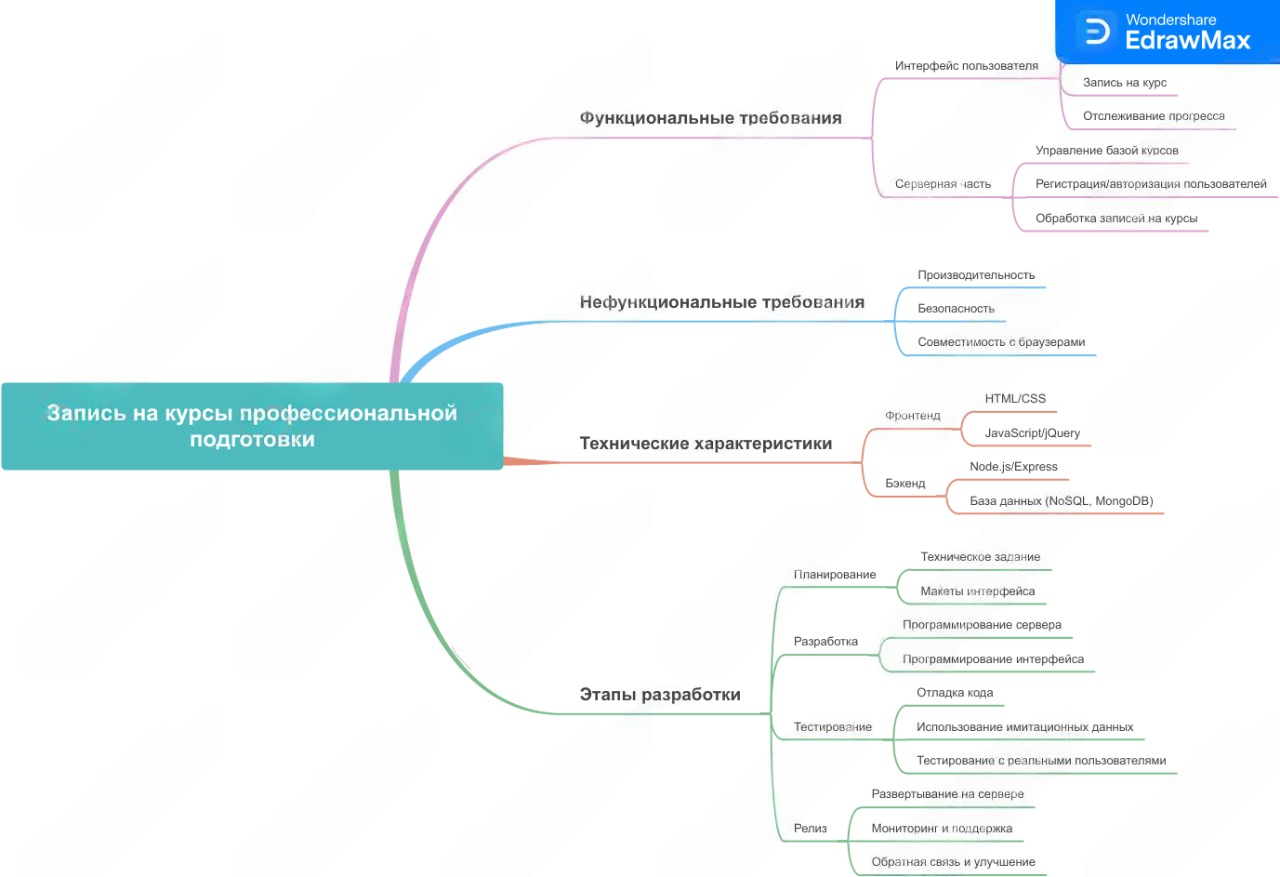 Wondershare
EdrawMax
Интерфейс пользователя
Запись на курс
Отслеживание прогресса
Функциональные требования
Управление базой курсов
Серверная часть
Регистрация/авторизация пользователей
Обработка записей на курсы
Производительность
Нефункциональные требования
Безопасность
Совместимость с браузерами
Запись на курсы профессиональной
подготовки
Технические характеристики
Фронтенд
HTML/CSS
JavaScript/jQuery
Бэкенд
Node.js/Express
База данных (NoSQL, MongoDB)
Этапы разработки
Планирование
Техническое задание
Макеты интерфейса
Разработка
Программирование сервера
Программирование интерфейса
Тестирование
Отладка кода
Использование имитационных данных
Тестирование с реальными пользователями
Релиз
Развертывание на сервере
Мониторинг и поддержка
Обратная связь и улучшение